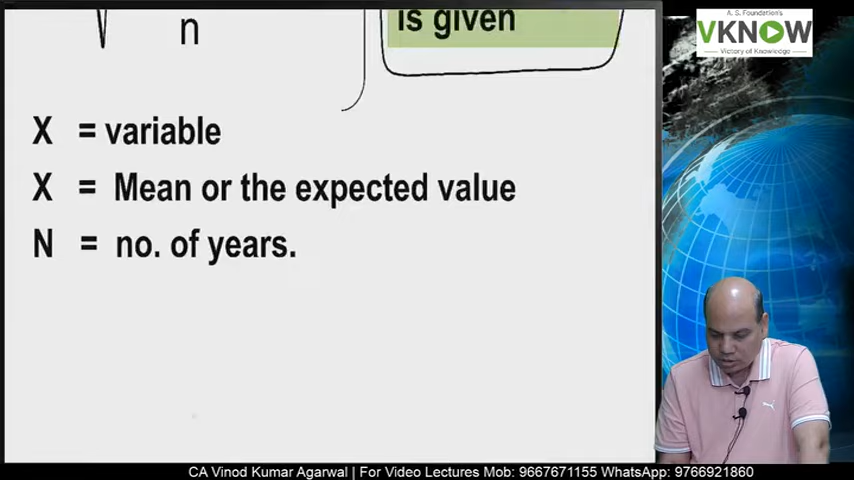 n
is given
A. S. Foundation's
VKNOW
Victory of Knowledge
X = variable
X = Mean or the expected value
N = no. of years.
CA Vinod Kumar Agarwal | For Video Lectures Mob: 9667671155 WhatsApp: 9766921860